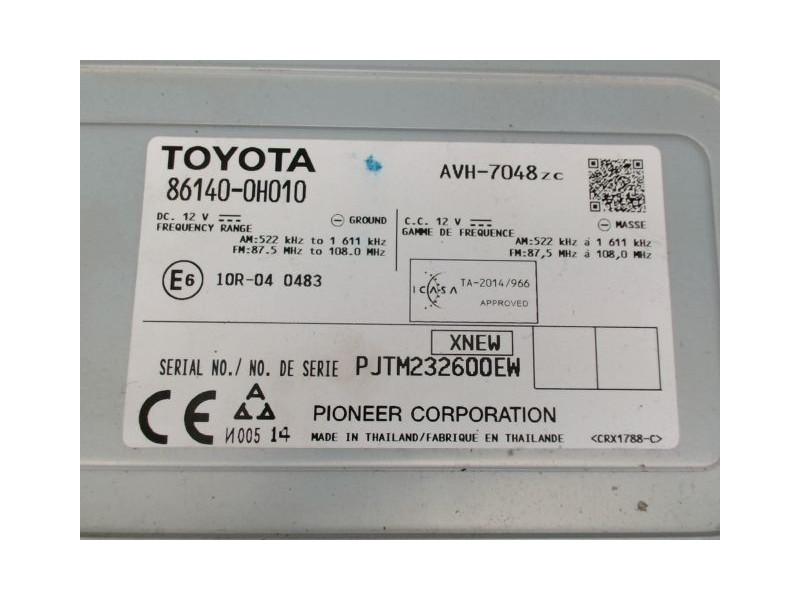 TOYOTA
AVH-7048zc
86140-0H010
DC. 12 V ⊖ GROUND
FREQUENCY RANGE
AM:522 kHz to 1 611 kHz
FM:87.5 MHz to 108.0 MHz
C.C. 12 V ⊖ MASSE
GAMME DE FREQUENCE
AM:522 kHz á 1 611 kHz
FM:87,5 MHz á 108,0 MHz
E6 10R-04 0483
ICASA TA-2014/966
APPROVED
XNEW
SERIAL NO./ NO. DE SERIE PJTM232600EW
CE
И005 14
PIONEER CORPORATION
MADE IN THAILAND/FABRIQUE EN THAILANDE
<CRX1788-C>